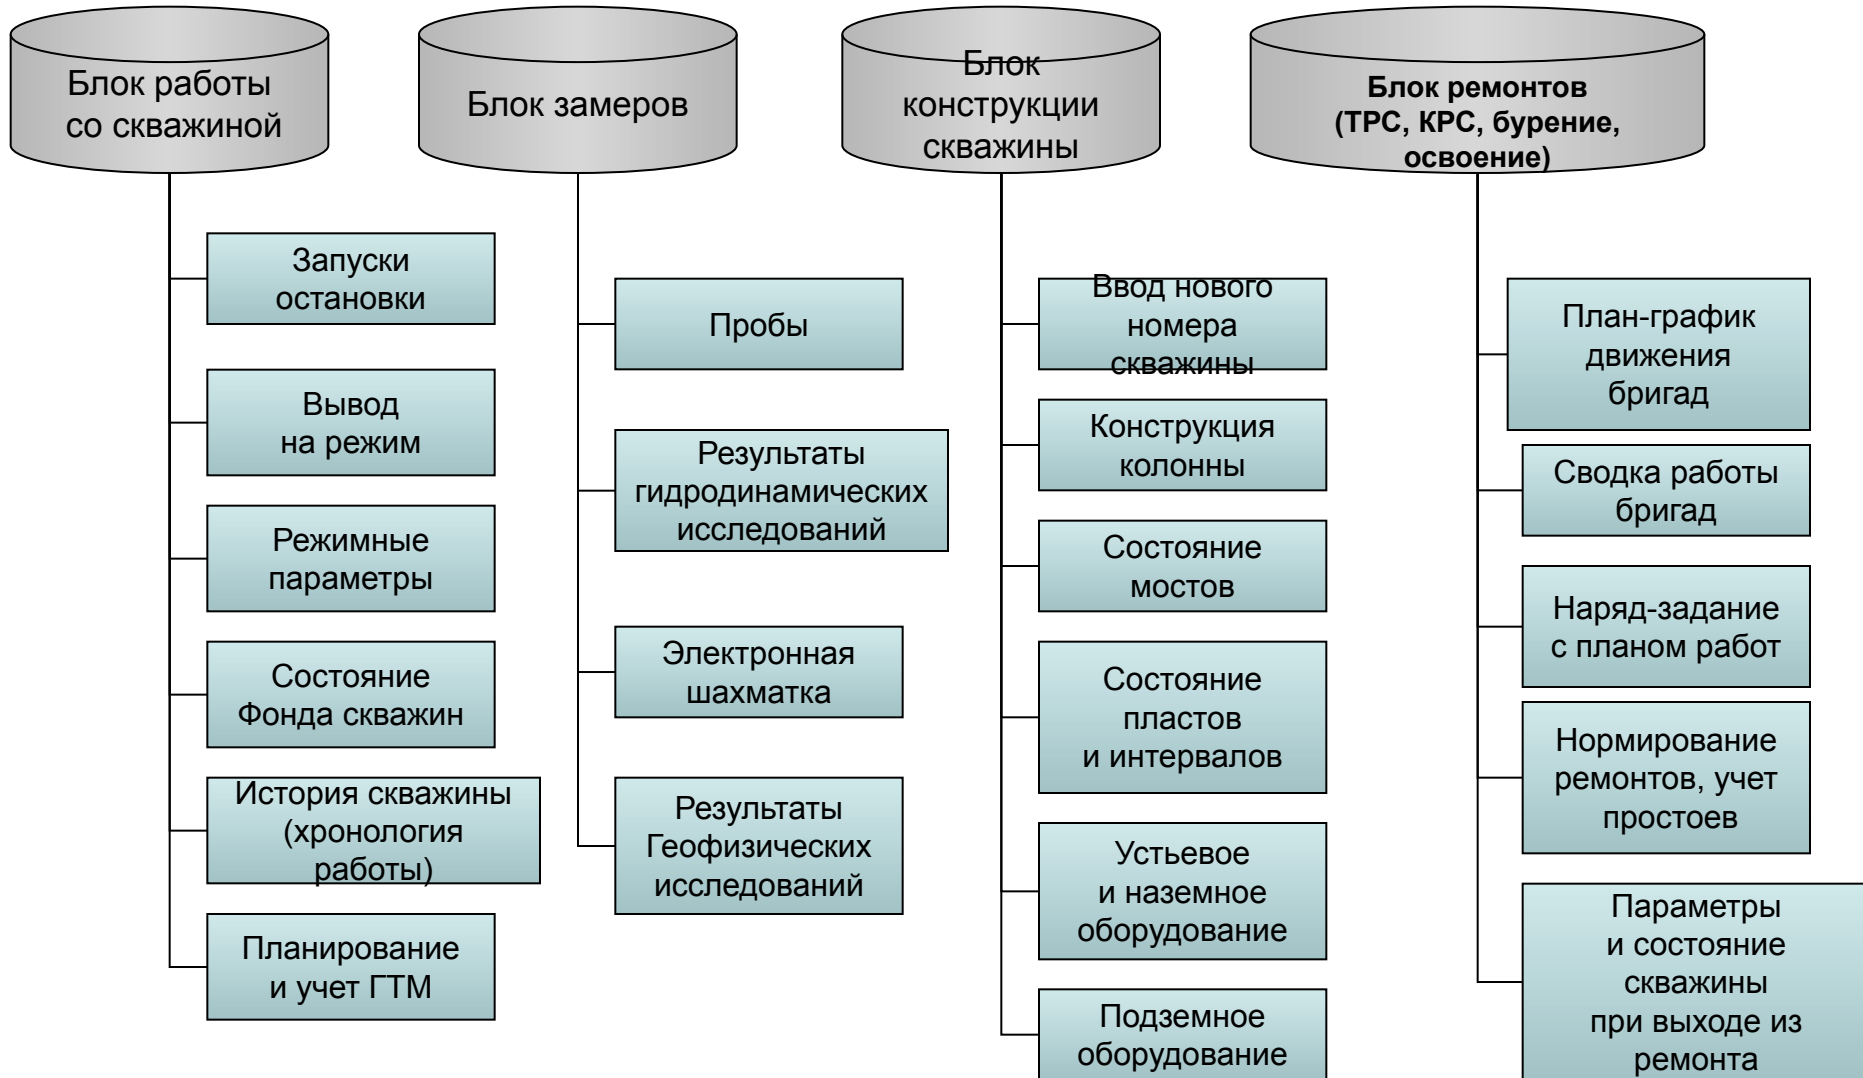 Блок работы
со скважиной
Запуски
остановки
Вывод
на режим
Режимные
параметры
Состояние
Фонда скважин
История скважины
(хронология
работы)
Планирование
и учет ГТМ
Блок замеров
Пробы
Результаты
гидродинамических
исследований
Электронная
шахматка
Результаты
Геофизических
исследований
Блок
конструкции
скважины
Ввод нового
номера
скважины
Конструкция
колонны
Состояние
мостов
Состояние
пластов
и интервалов
Устьевое
и наземное
оборудование
Подземное
оборудование
Блок ремонтов
(ТРС, КРС, бурение,
освоение)
План-график
движения
бригад
Сводка работы
бригад
Наряд-задание
с планом работ
Нормирование
ремонтов, учет
простоев
Параметры
и состояние
скважины
при выходе из
ремонта